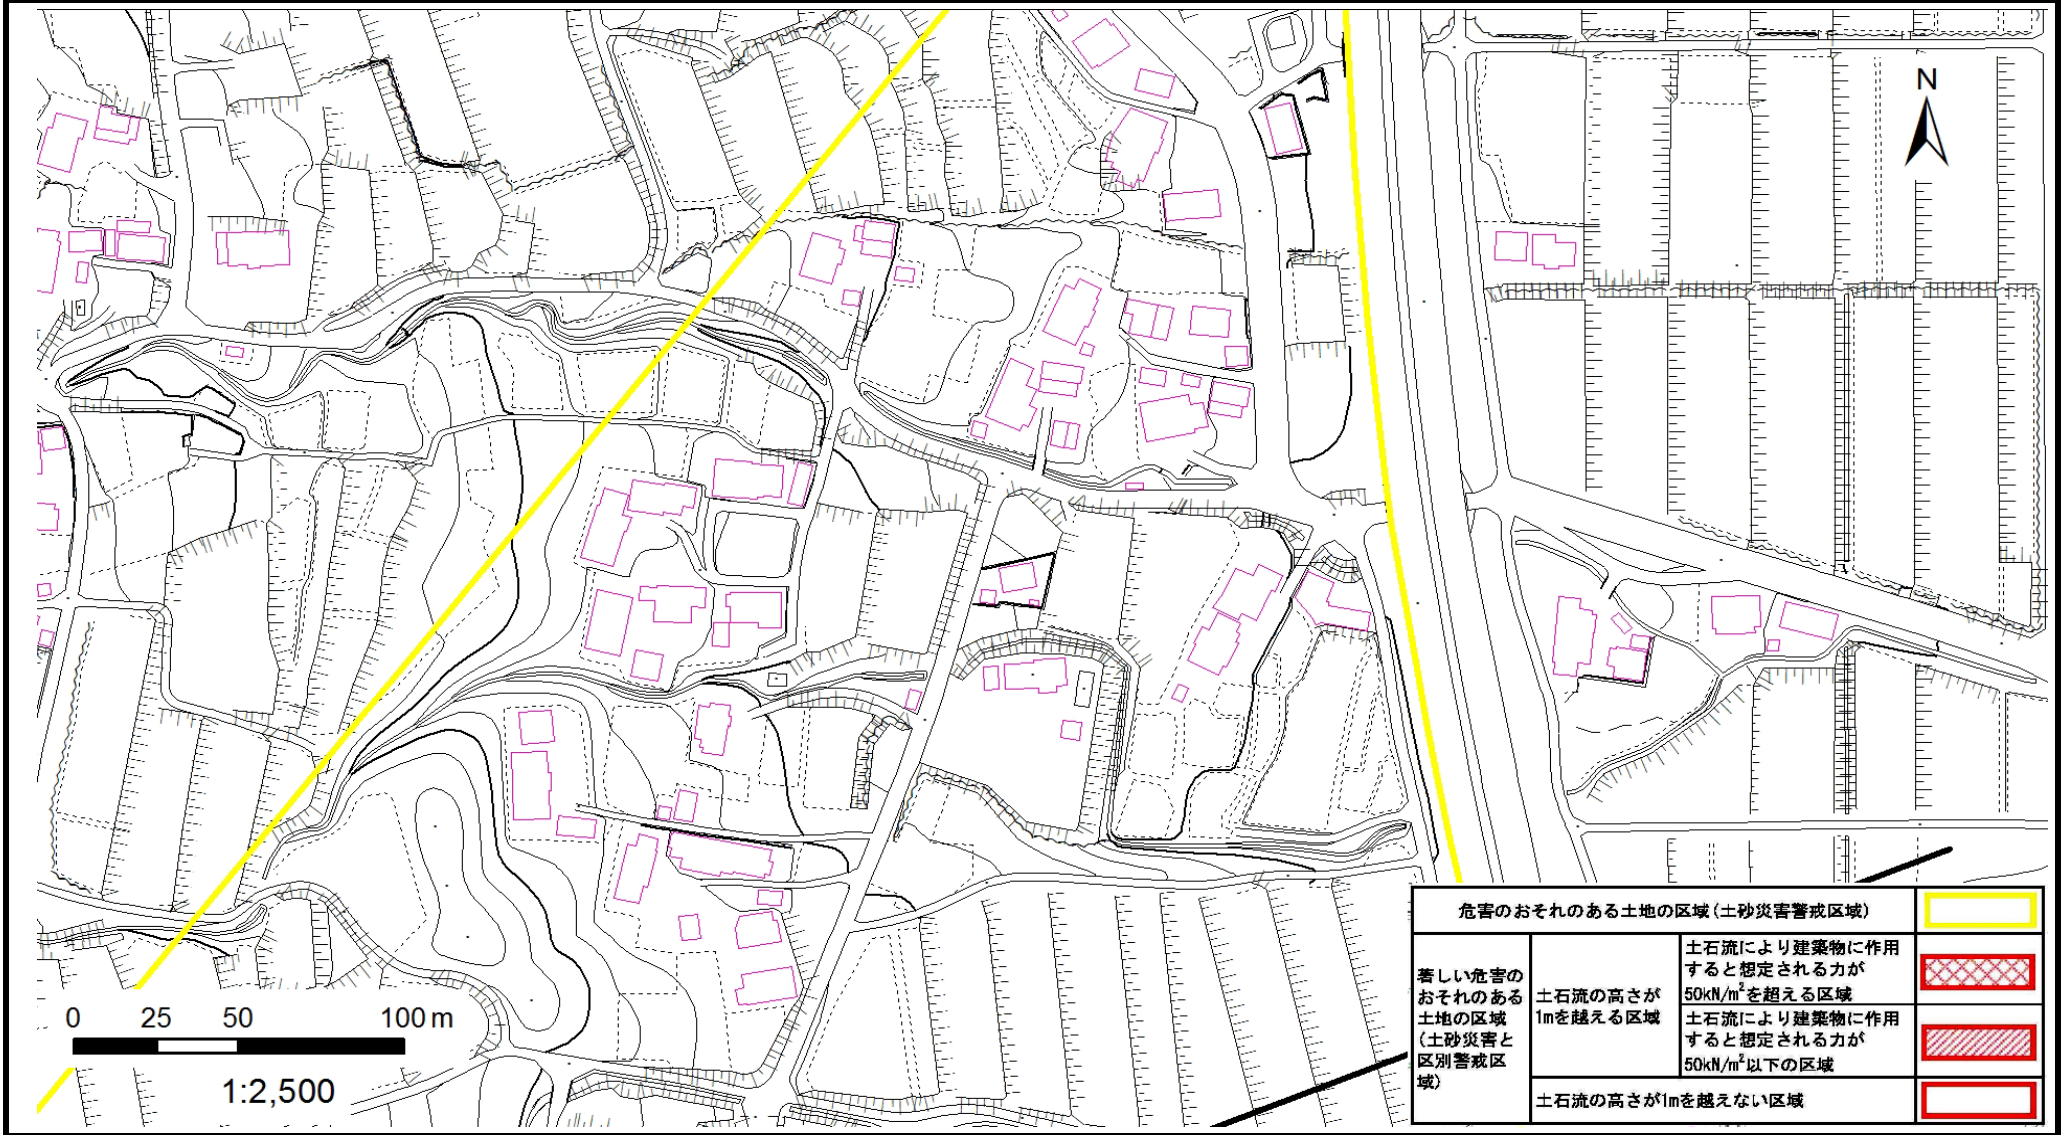 N
0 25 50 100m
1:2,500
危害のおそれのある土地の区域(土砂災害警戒区域)
著しい危害の
おそれのある
土地の区域
(土砂災害と
区別警戒区
域)
土石流の高さが
1mを越える区域
土石流により建築物に作用
すると想定される力が
50kN/m²を超える区域
土石流により建築物に作用
すると想定される力が
50kN/m²以下の区域
土石流の高さが1mを越えない区域